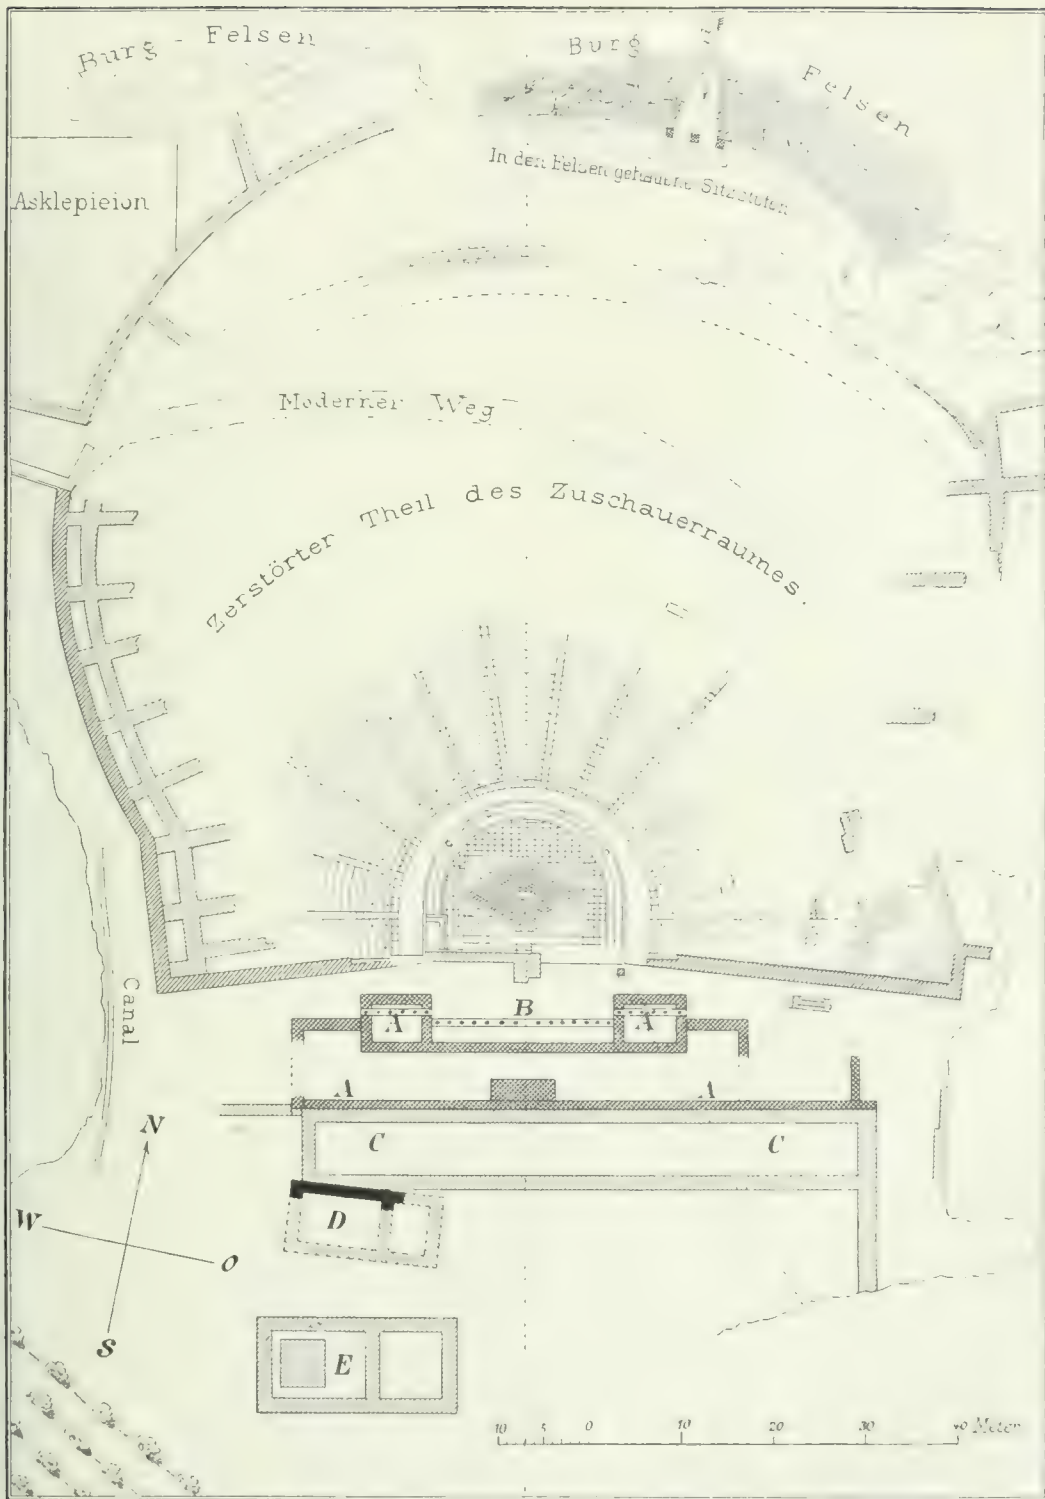 Burg - Felsen
Burg Felsen
In den Felsen gehauene Sitzstufen
Asklepieion
Moderner Weg
Zerstörter Theil des Zuschauerraumes.
Canal
B
A A
A A
C C
D
E
N
W
O
S
10 5 0 10 20 30 40 Meter